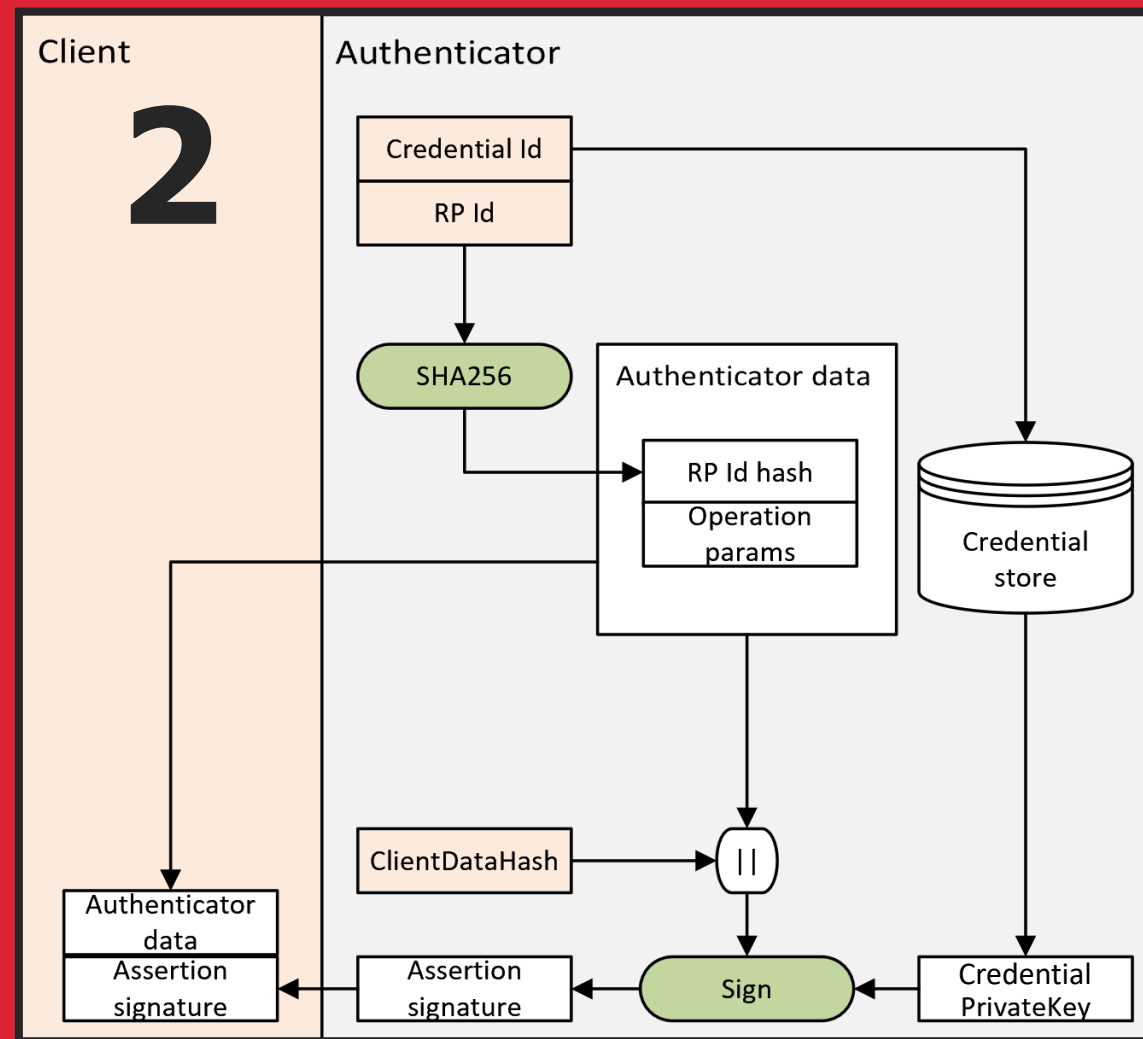 Client
2
Authenticator
Credential Id
RP Id
SHA256
Authenticator data
RP Id hash
Operation
params
Credential
store
ClientDataHash
||
Authenticator
data
Assertion
signature
Assertion
signature
Sign
Credential
PrivateKey